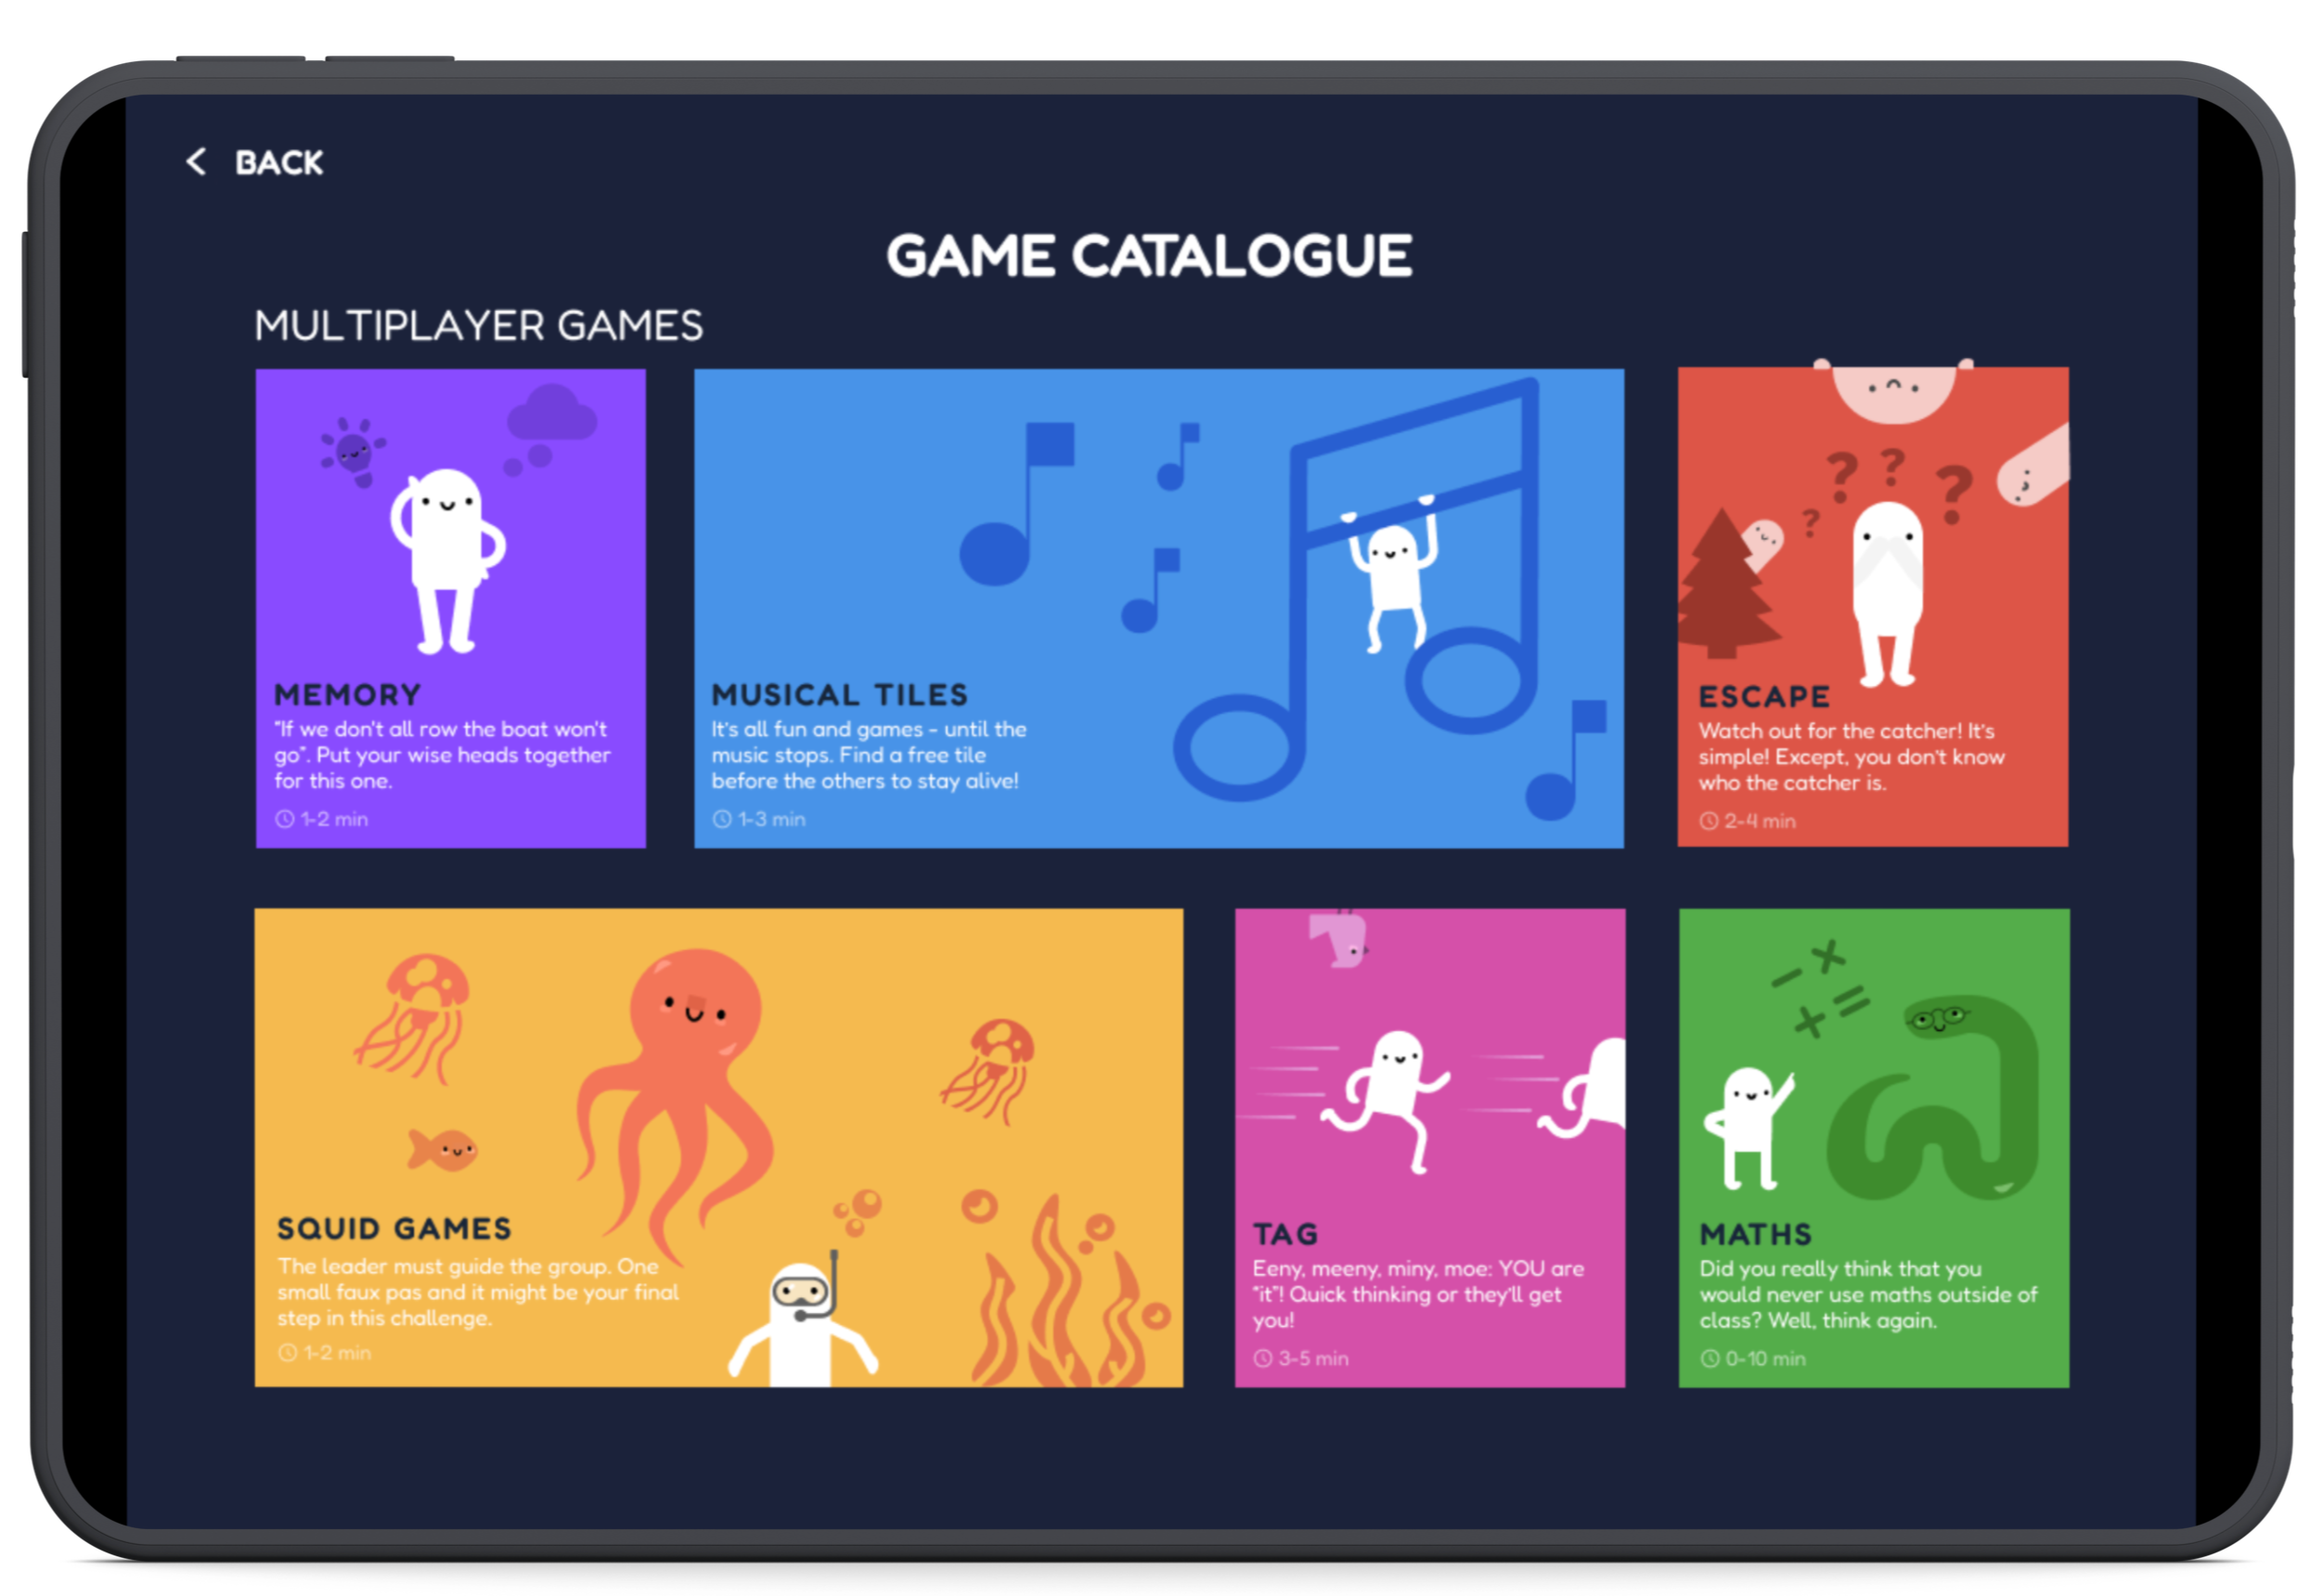 BACK
GAME CATALOGUE
MULTIPLAYER GAMES
MEMORY
"If we don't all row the boat won't
go". Put your wise heads together
for this one.
1-2 min
MUSICAL TILES
It's all fun and games - until the
music stops. Find a free tile
before the others to stay alive!
1-3 min
? ? ? ?
ESCAPE
Watch out for the catcher! It's
simple! Except, you don't know
who the catcher is.
2-4 min
SQUID GAMES
The leader must guide the group. One
small faux pas and it might be your final
step in this challenge.
1-2 min
TAG
Eeny, meeny, miny, moe: YOU are
"it"! Quick thinking or they'll get
you!
3-5 min
+ - = +
MATHS
Did you really think that you
would never use maths outside of
class? Well, think again.
0-10 min